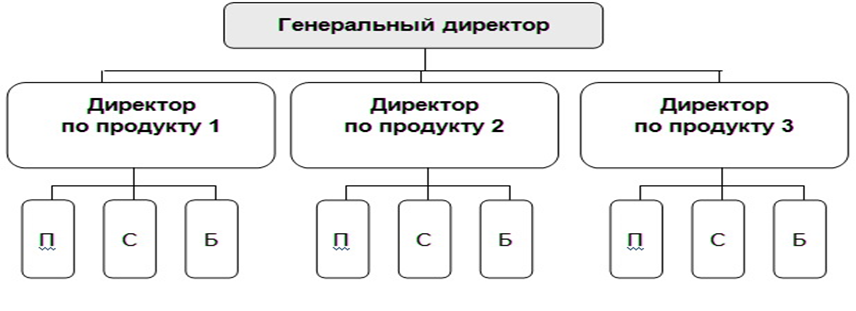 Генеральный директор
Директор
по продукту 1
Директор
по продукту 2
Директор
по продукту 3
П С Б П С Б П С Б